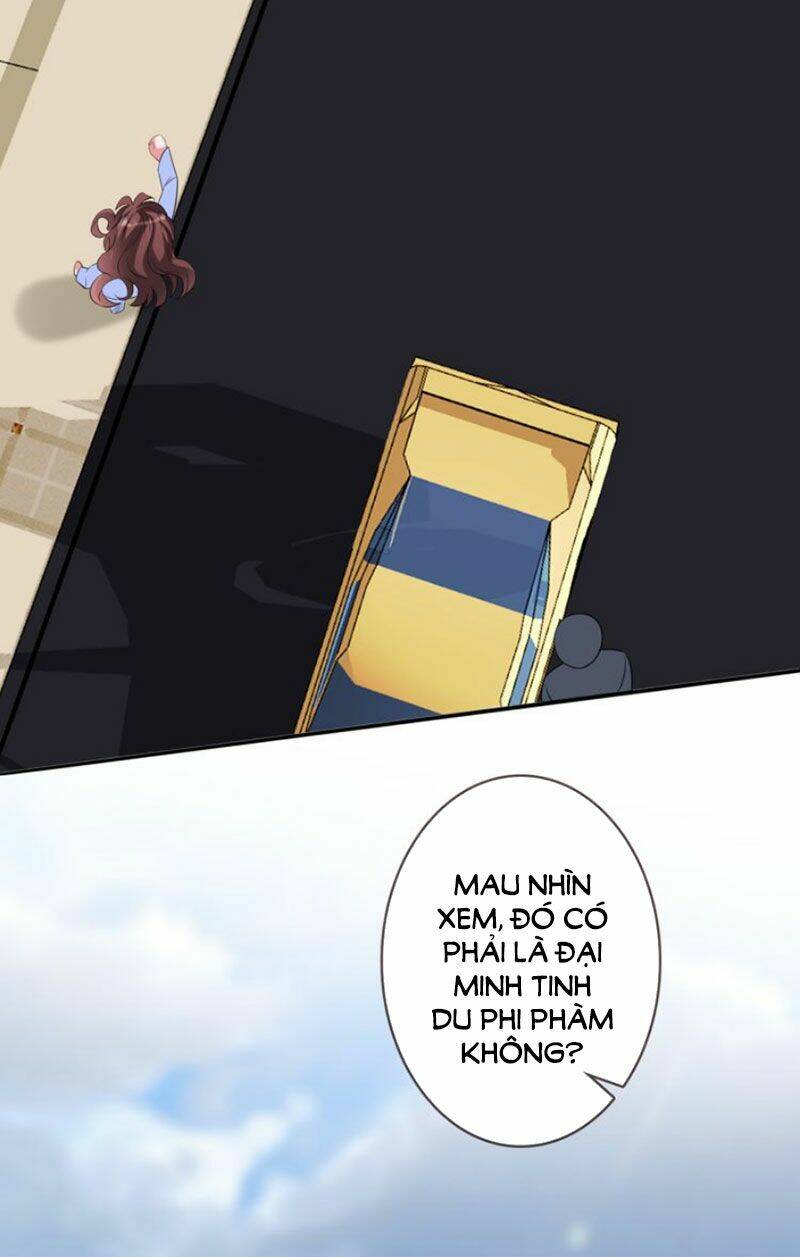 MAU NHÌN
XEM, ĐÓ CÓ
PHẢI LÀ ĐẠI
MINH TINH
DU PHI PHÀM
KHÔNG?